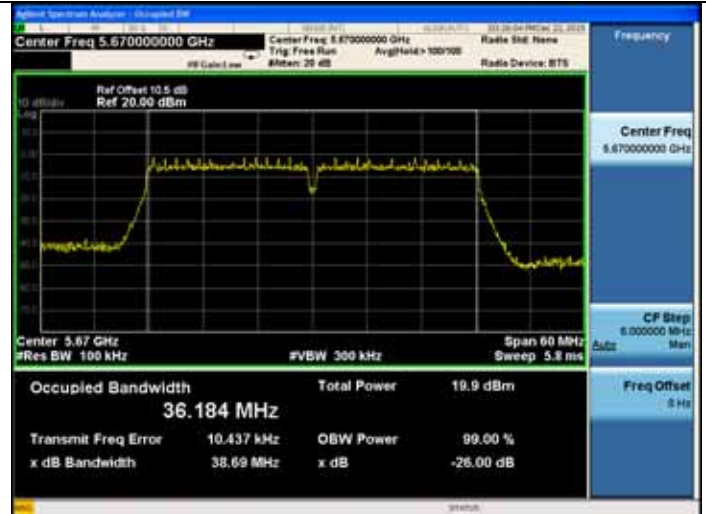 Agilent Spectrum Analyzer - Occupied BW
Center Freq 5.670000000 GHz
Center Freq: 5.670000000 GHz
Trig: Free Run Avg|Hold:> 100/100
#IFGain:Low #Atten: 20 dB
Radio Std: None
Radio Device: BTS
Frequency
Ref Offset 10.5 dB
10 dB/div Ref 20.00 dBm
Log
Center Freq
5.670000000 GHz
Center 5.67 GHz Span 60 MHz
#Res BW 100 kHz #VBW 300 kHz Sweep 5.8 ms
CF Step
6.000000 MHz
Auto Man
Occupied Bandwidth Total Power 19.9 dBm
36.184 MHz
Freq Offset
0 Hz
Transmit Freq Error 10.437 kHz OBW Power 99.00 %
x dB Bandwidth 38.69 MHz x dB -26.00 dB
MSG STATUS